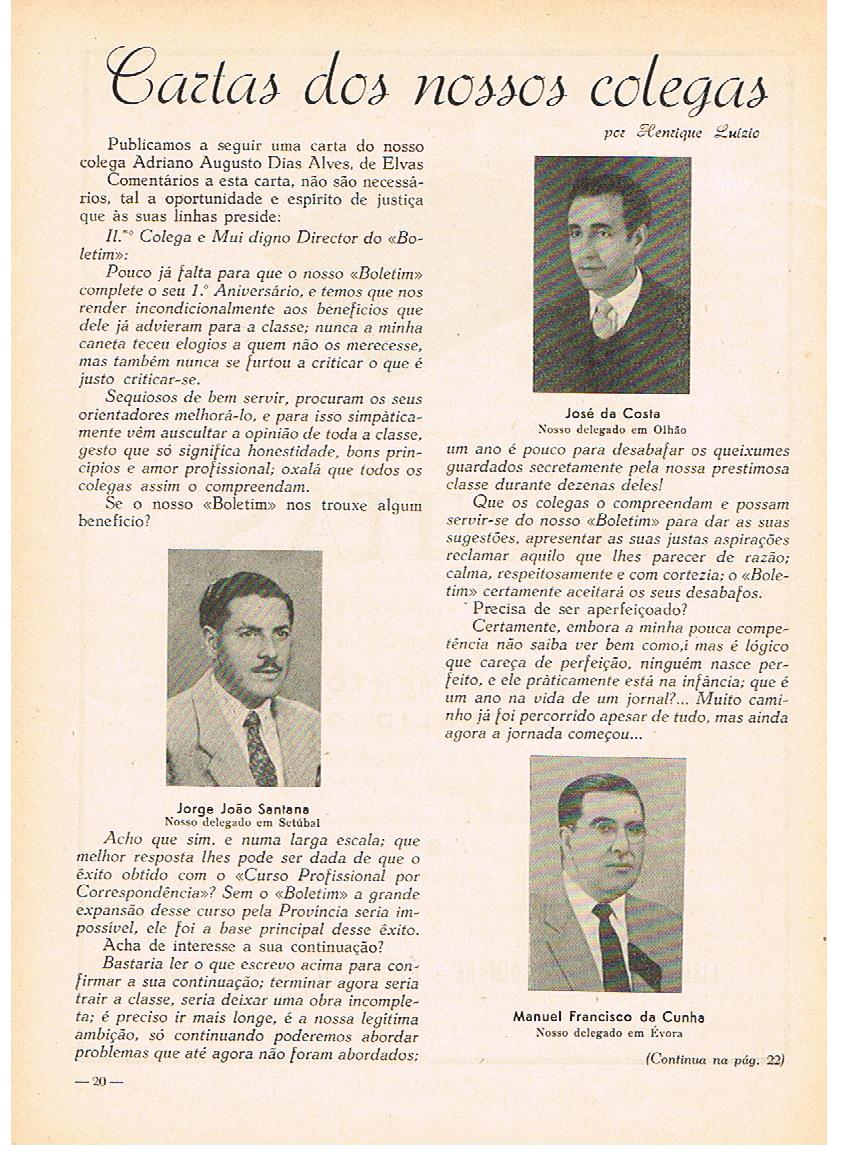 Cartas dos nossos colegas
por Henrique Luízio
Publicamos a seguir uma carta do nosso
colega Adriano Augusto Dias Alves, de Elvas
Comentários a esta carta, não são necessá-
rios, tal a oportunidade e espírito de justiça
que às suas linhas preside:
Il.mo Colega e Mui digno Director do «Bo-
letim»:
Pouco já falta para que o nosso «Boletim»
complete o seu 1.º Aniversário, e temos que nos
render incondicionalmente aos benefícios que
dele já advieram para a classe; nunca a minha
caneta teceu elogios a quem não os merecesse,
mas também nunca se furtou a criticar o que é
justo criticar-se.
Sequiosos de bem servir, procuram os seus
orientadores melhorá-lo, e para isso simpàtica-
mente vêm auscultar a opinião de toda a classe,
gesto que só significa honestidade, bons prin-
cípios e amor profissional; oxalá que todos os
colegas assim o compreendam.
Se o nosso «Boletim» nos trouxe algum
benefício?
Jorge João Santana
Nosso delegado em Setúbal
Acho que sim, e numa larga escala; que
melhor resposta lhes pode ser dada de que o
êxito obtido com o «Curso Profissional por
Correspondência»? Sem o «Boletim» a grande
expansão desse curso pela Província seria im-
possível, ele foi a base principal desse êxito.
Acha de interesse a sua continuação?
Bastaria ler o que escrevo acima para con-
firmar a sua continuação; terminar agora seria
trair a classe, seria deixar uma obra incomple-
ta; é preciso ir mais longe, é a nossa legítima
ambição, só continuando poderemos abordar
problemas que até agora não foram abordados;
José da Costa
Nosso delegado em Olhão
um ano é pouco para desabafar os queixumes
guardados secretamente pela nossa prestimosa
classe durante dezenas deles!
Que os colegas o compreendam e possam
servir-se do nosso «Boletim» para dar as suas
sugestões, apresentar as suas justas aspirações
reclamar aquilo que lhes parecer de razão;
calma, respeitosamente e com cortezia; o «Bole-
tim» certamente aceitará os seus desabafos.
Precisa de ser aperfeiçoado?
Certamente, embora a minha pouca compe-
tência não saiba ver bem como,i mas é lógico
que careça de perfeição, ninguém nasce per-
feito, e ele pràticamente está na infância; que é
um ano na vida de um jornal?... Muito cami-
nho já foi percorrido apesar de tudo, mas ainda
agora a jornada começou...
Manuel Francisco da Cunha
Nosso delegado em Évora
(Continua na pág. 22)
— 20 —